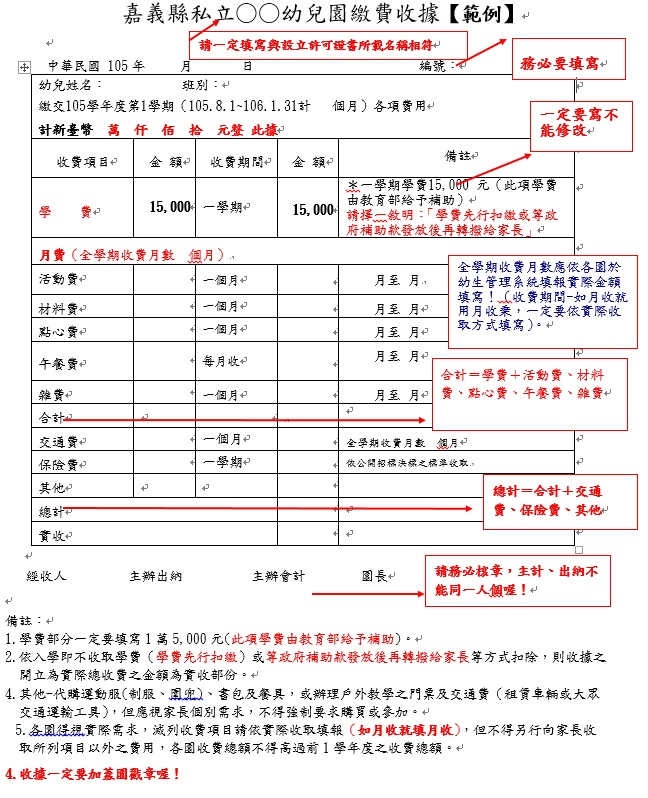 嘉義縣私立○○幼兒園繳費收據【範例】
請一定填寫與設立許可證書所載名稱相符
中華民國 105 年 月 日 編號：
務必要填寫
幼兒姓名： 班別：
繳交105學年度第1學期（105.8.1~106.1.31計 個月）各項費用
計新臺幣 萬 仟 佰 拾 元整 此據
一定要寫不
能修改
收費項目 金 額 收費期間 金 額 備註
學 費 15,000 一學期 15,000
＊一學期學費15,000 元（此項學費
由教育部給予補助）
請擇一敘明：「學費先行扣繳或等政
府補助款發放後再轉撥給家長」
月費（全學期收費月數 個月）
全學期收費月數應依各園於
幼生管理系統填報實際金額
填寫！（收費期間-如月收就
用月收乘，一定要依實際收
取方式填寫）。
活動費 一個月 月至 月
材料費 一個月 月至 月
點心費 一個月 月至 月
午餐費 每月收 月至 月
雜費 一個月 月至 月
合計＝學費＋活動費、材料
費、點心費、午餐費、雜費
合計
交通費 一個月 全學期收費月數 個月
保險費 一學期 依公開招標決標之標準收取
其他
總計
總計＝合計＋交通
費、保險費、其他
實收
經收人 主辦出納 主辦會計 園長
請務必核章，主計、出納不
能同一人個喔！
備註：
1.學費部分一定要填寫 1 萬 5,000 元(此項學費由教育部給予補助)。
2.依入學即不收取學費（學費先行扣繳）或等政府補助款發放後再轉撥給家長等方式扣除，則收據之
開立為實際總收費之金額為實收部份。
4.其他-代購運動服(制服、圍兜)、書包及餐具，或辦理戶外教學之門票及交通費（租賃車輛或大眾
交通運輸工具），但應視家長個別需求，不得強制要求購買或參加。
5.各園得視實際需求，減列收費項目請依實際收取填報（如月收就填月收），但不得另行向家長收
取所列項目以外之費用，各園收費總額不得高過前 1 學年度之收費總額。
4.收據一定要加蓋園戳章喔！